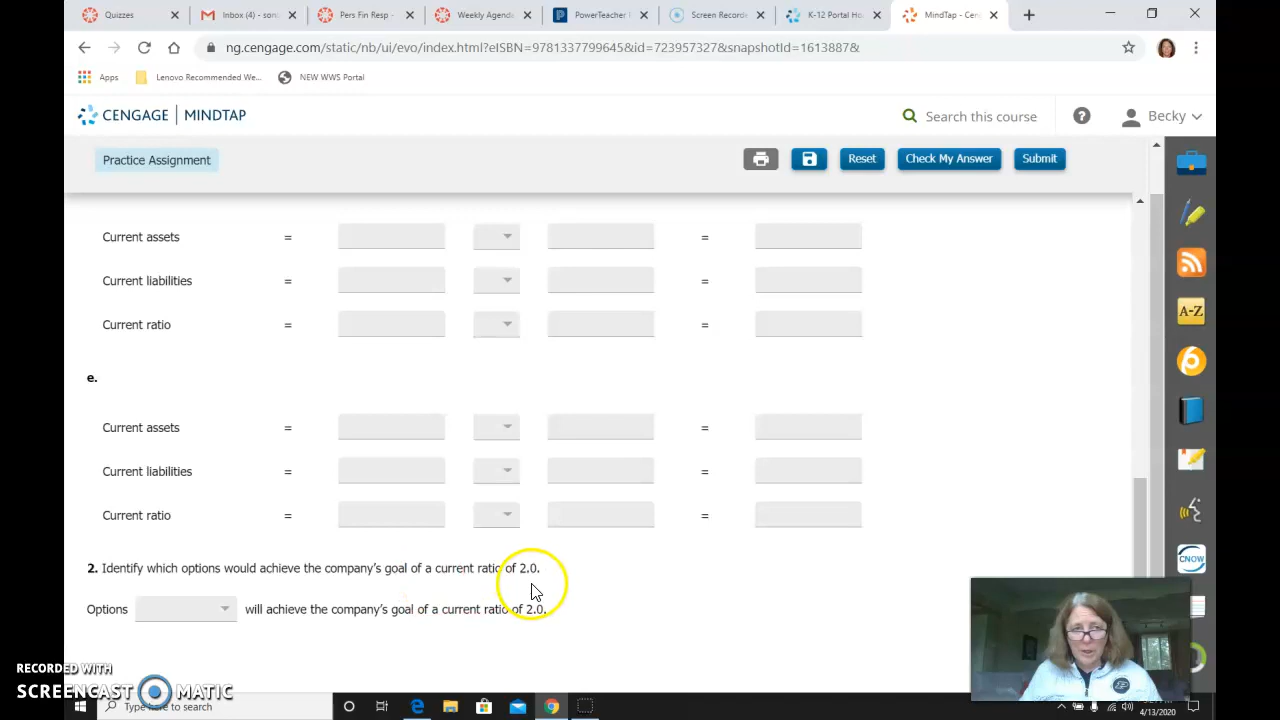 Quizzes
Inbox (4) - son
Pers Fin Resp -
Weekly Agenda
PowerTeacher
Screen Recorde
K-12 Portal Ho
MindTap - Cen
ng.cengage.com/static/nb/ui/evo/index.html?eISBN=9781337799645&id=723957327&snapshotId=1613887&
Apps
Lenovo Recommended We...
NEW WWS Portal
CENGAGE | MINDTAP
Search this course
?
Becky
Practice Assignment
Reset
Check My Answer
Submit
Current assets = =
Current liabilities = =
Current ratio = =
e.
Current assets = =
Current liabilities = =
Current ratio = =
2. Identify which options would achieve the company's goal of a current ratio of 2.0.
Options will achieve the company's goal of a current ratio of 2.0.
A-Z
CNOW
RECORDED WITH
SCREENCAST MATIC
Type here to search
4/13/2020